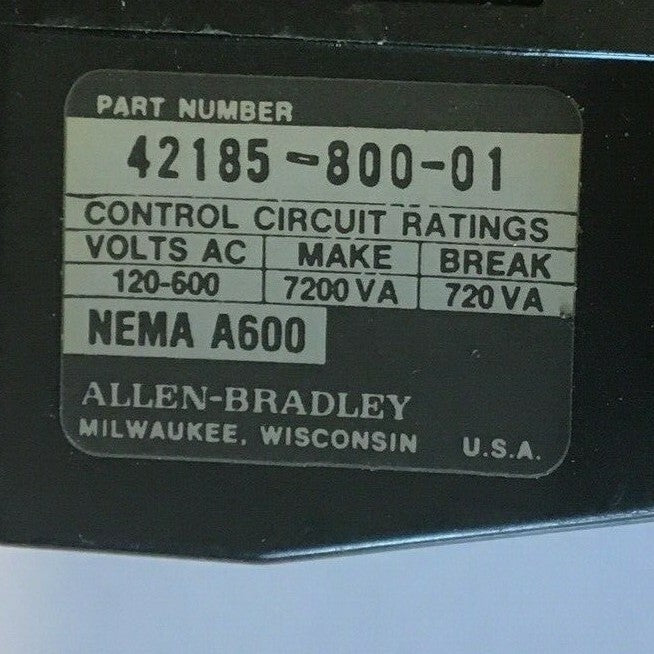 PART NUMBER
42185-800-01
CONTROL CIRCUIT RATINGS
VOLTS AC MAKE BREAK
120-600 7200 VA 720 VA
NEMA A600
ALLEN-BRADLEY
MILWAUKEE, WISCONSIN U.S.A.